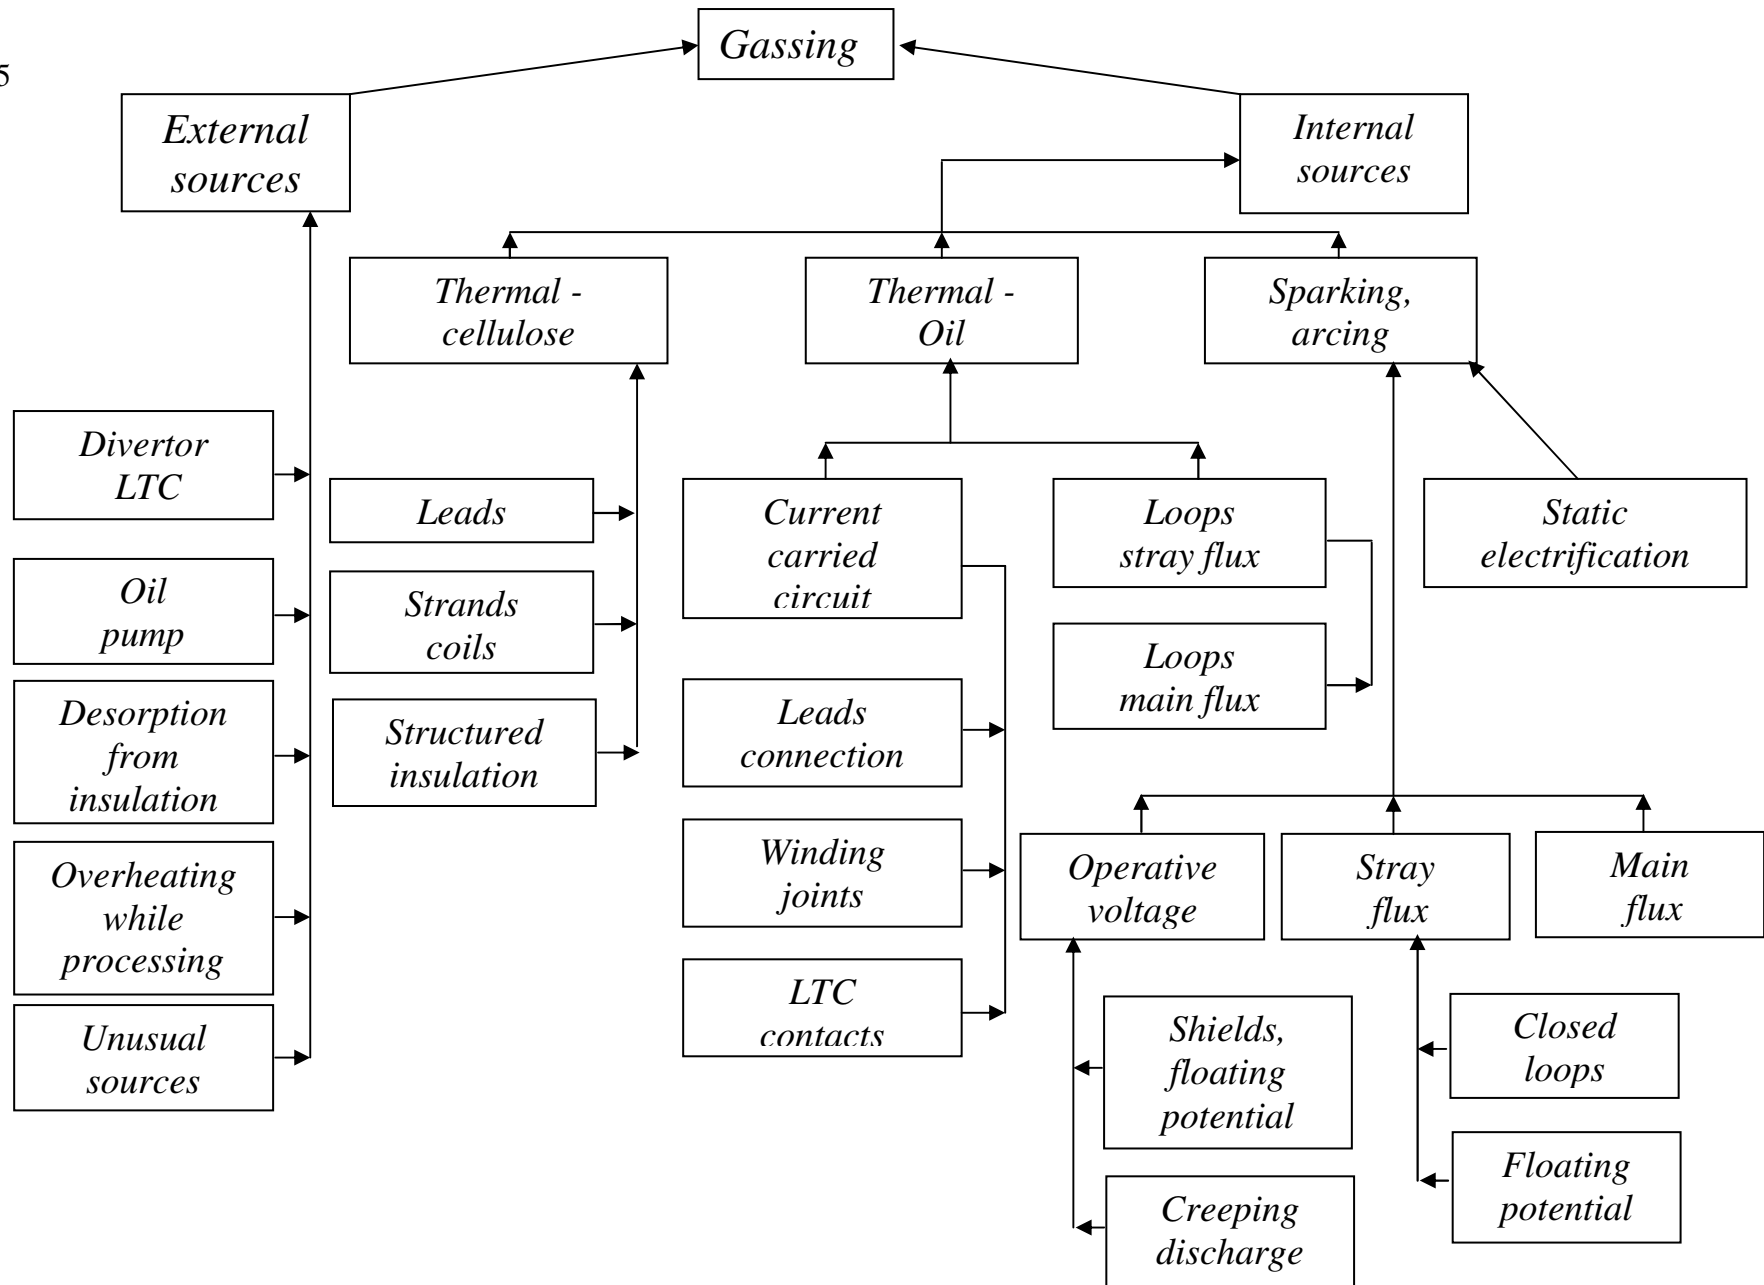 Gassing
5
External
sources
Internal
sources
Thermal -
cellulose
Thermal -
Oil
Sparking,
arcing
Divertor
LTC
Oil
pump
Desorption
from
insulation
Overheating
while
processing
Unusual
sources
Leads
Strands
coils
Structured
insulation
Current
carried
circuit
Leads
connection
Winding
joints
LTC
contacts
Loops
stray flux
Loops
main flux
Static
electrification
Operative
voltage
Stray
flux
Main
flux
Shields,
floating
potential
Creeping
discharge
Closed
loops
Floating
potential